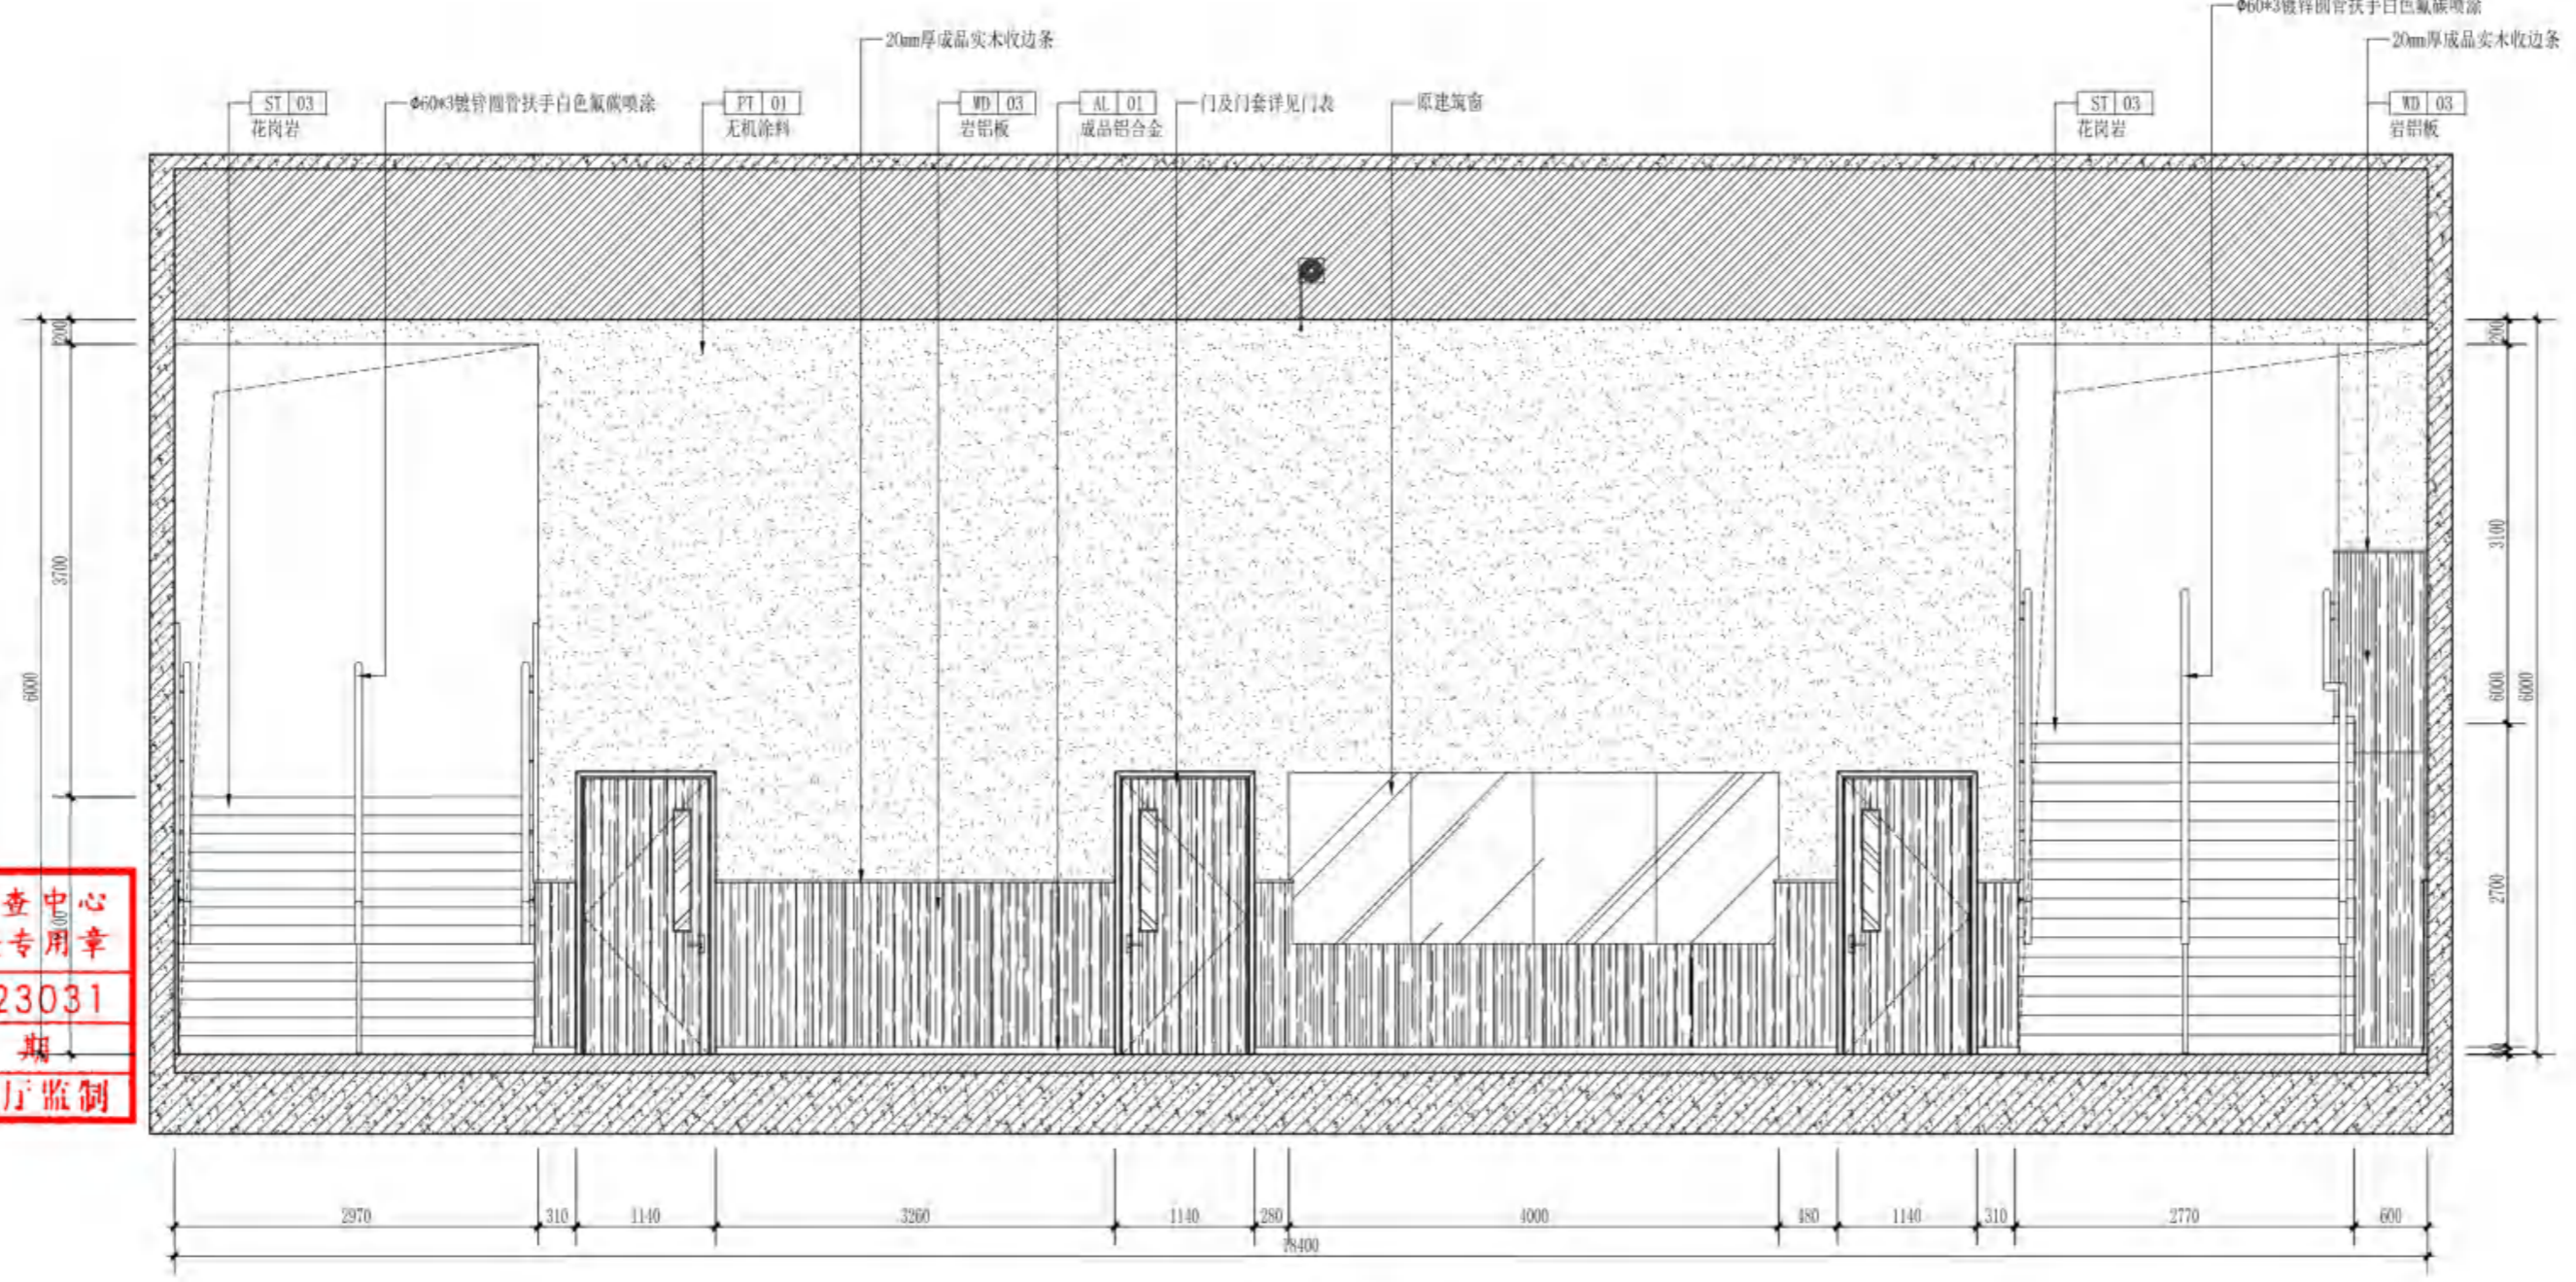 Φ60*3镀锌圆管扶手白色氟碳喷涂
20mm厚成品实木收边条
20mm厚成品实木收边条
ST 03
花岗岩
Φ60*3镀锌圆管扶手白色氟碳喷涂
PT 01
无机涂料
WD 03
岩铝板
AL 01
成品铝合金
门及门套详见门表
原建筑窗
ST 03
花岗岩
WD 03
岩铝板
200
3700
6000
200
3100
6000
6000
2700
查中心
专用章
23031
期
厅监制
2970
310
1140
3260
1140
280
4000
480
1140
310
2770
600
18400